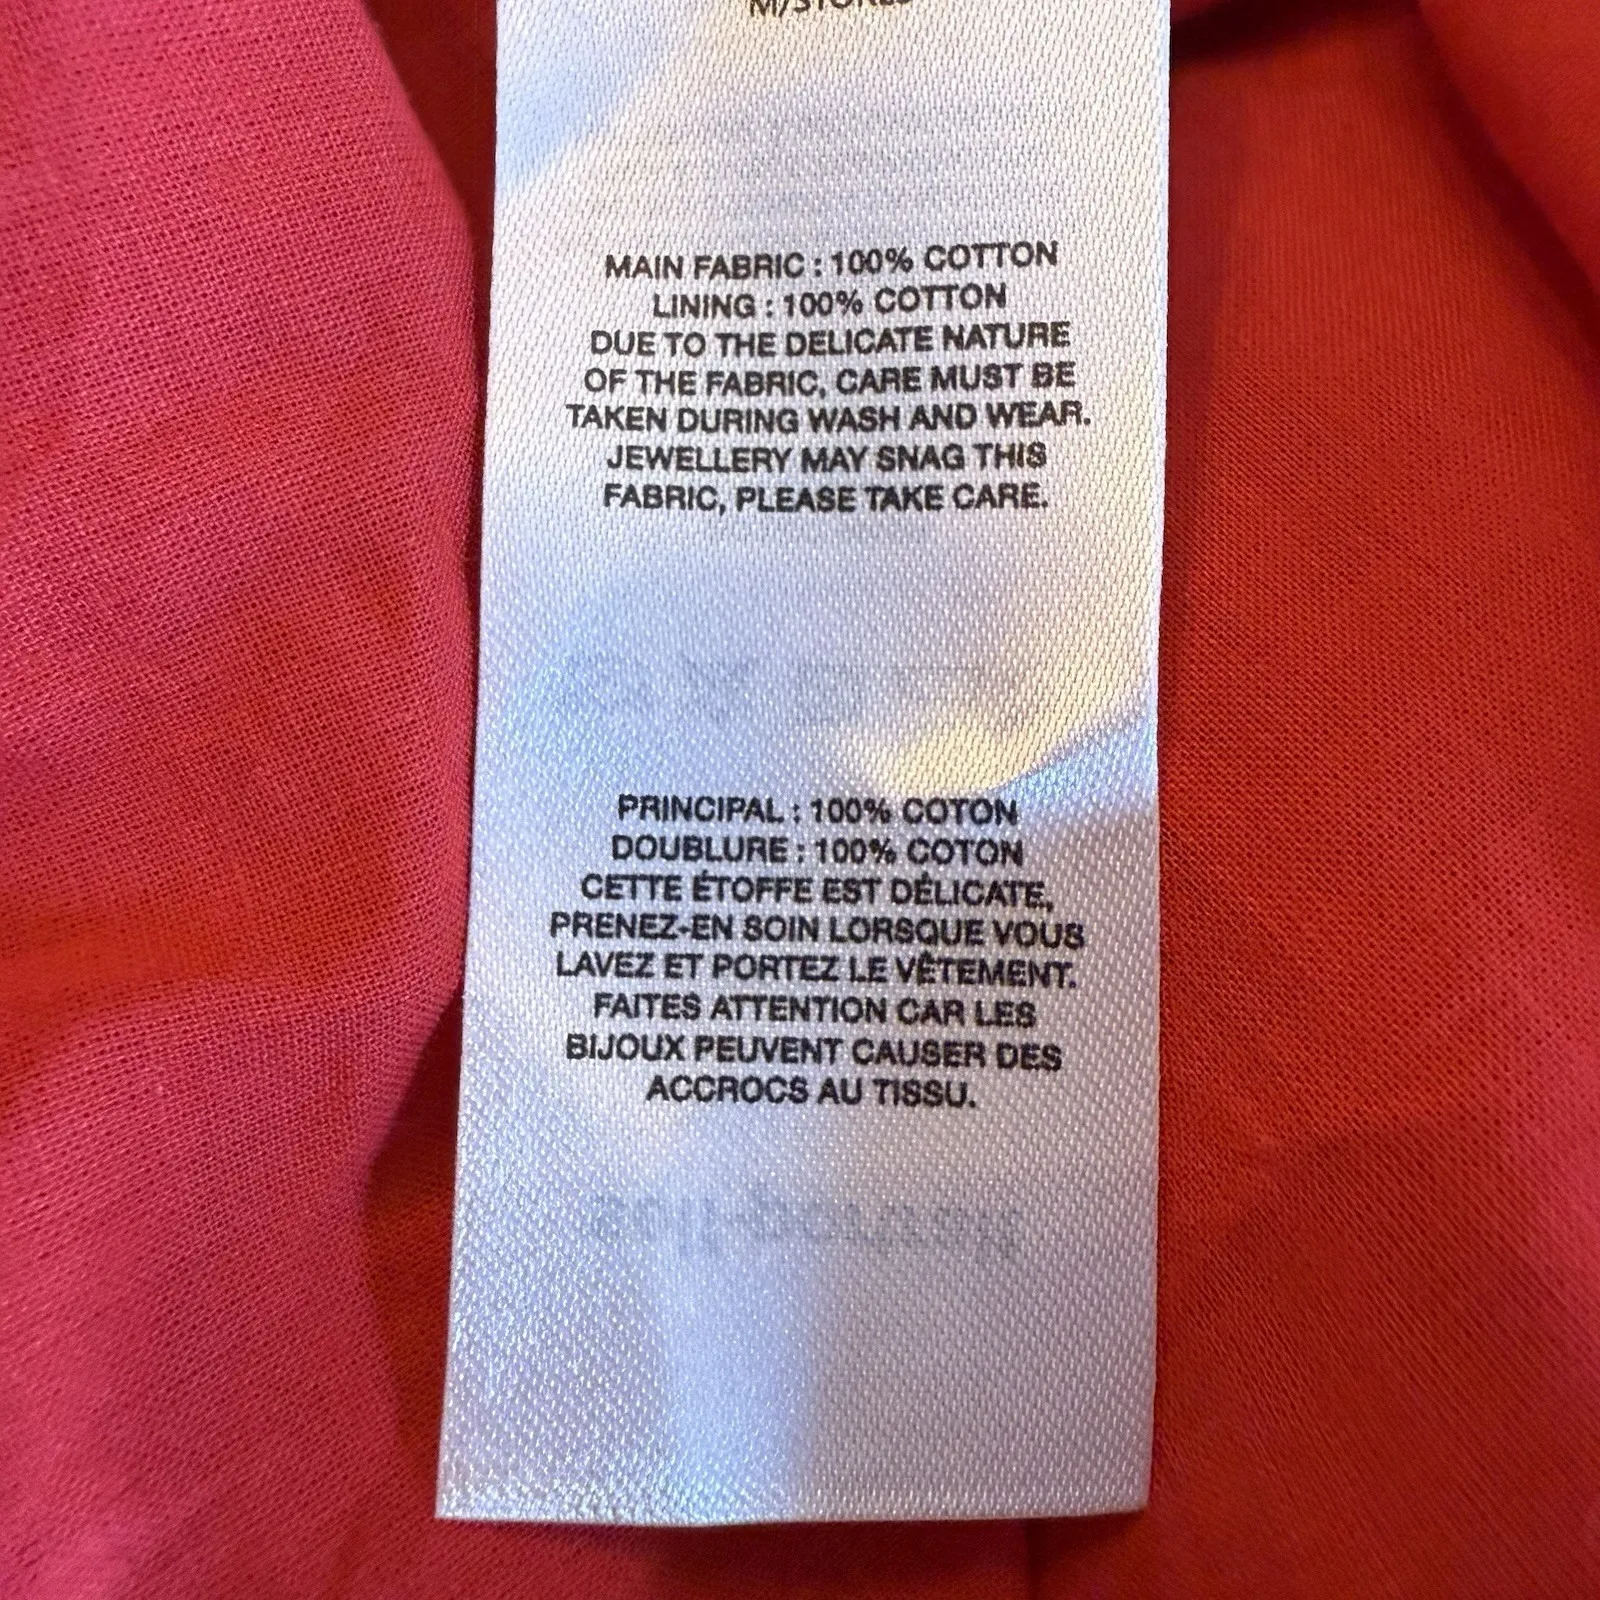 M/STORES
MAIN FABRIC : 100% COTTON
LINING : 100% COTTON
DUE TO THE DELICATE NATURE
OF THE FABRIC, CARE MUST BE
TAKEN DURING WASH AND WEAR.
JEWELLERY MAY SNAG THIS
FABRIC, PLEASE TAKE CARE.
PRINCIPAL : 100% COTON
DOUBLURE : 100% COTON
CETTE ÉTOFFE EST DÉLICATE,
PRENEZ-EN SOIN LORSQUE VOUS
LAVEZ ET PORTEZ LE VÊTEMENT.
FAITES ATTENTION CAR LES
BIJOUX PEUVENT CAUSER DES
ACCROCS AU TISSU.